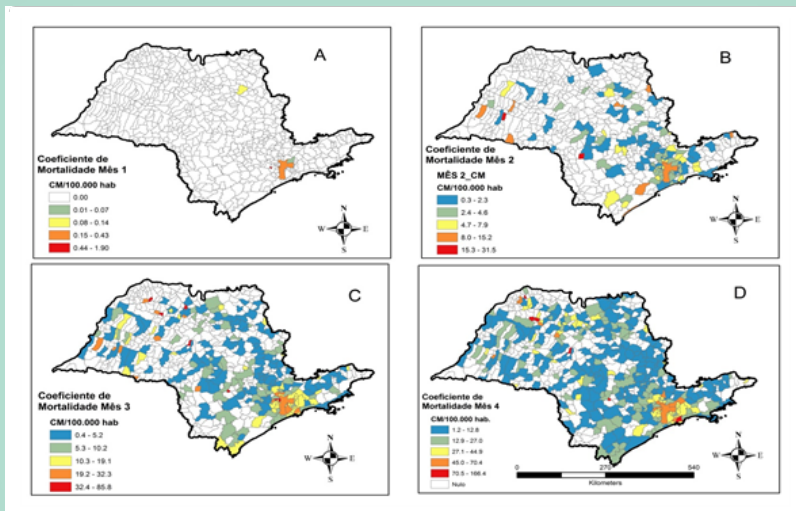 A
Coeficiente de
Mortalidade Mês 1
CM/100.000 hab
0.00
0.01 - 0.07
0.08 - 0.14
0.15 - 0.43
0.44 - 1.90
N
W E
S
B
Coeficiente de
Mortalidade Mês 2
MÊS 2_CM
CM/100.000 hab
0.3 - 2.3
2.4 - 4.6
4.7 - 7.9
8.0 - 15.2
15.3 - 31.5
N
W E
S
C
Coeficiente de
Mortalidade Mês 3
CM/100.000 hab
0.4 - 5.2
5.3 - 10.2
10.3 - 19.1
19.2 - 32.3
32.4 - 85.8
N
W E
S
D
Coeficiente de
Mortalidade Mês 4
CM/100.000 hab.
1.2 - 12.8
12.9 - 27.0
27.1 - 44.9
45.0 - 70.4
70.5 - 166.4
Nulo
N
W E
S
0 270 540
Kilometers